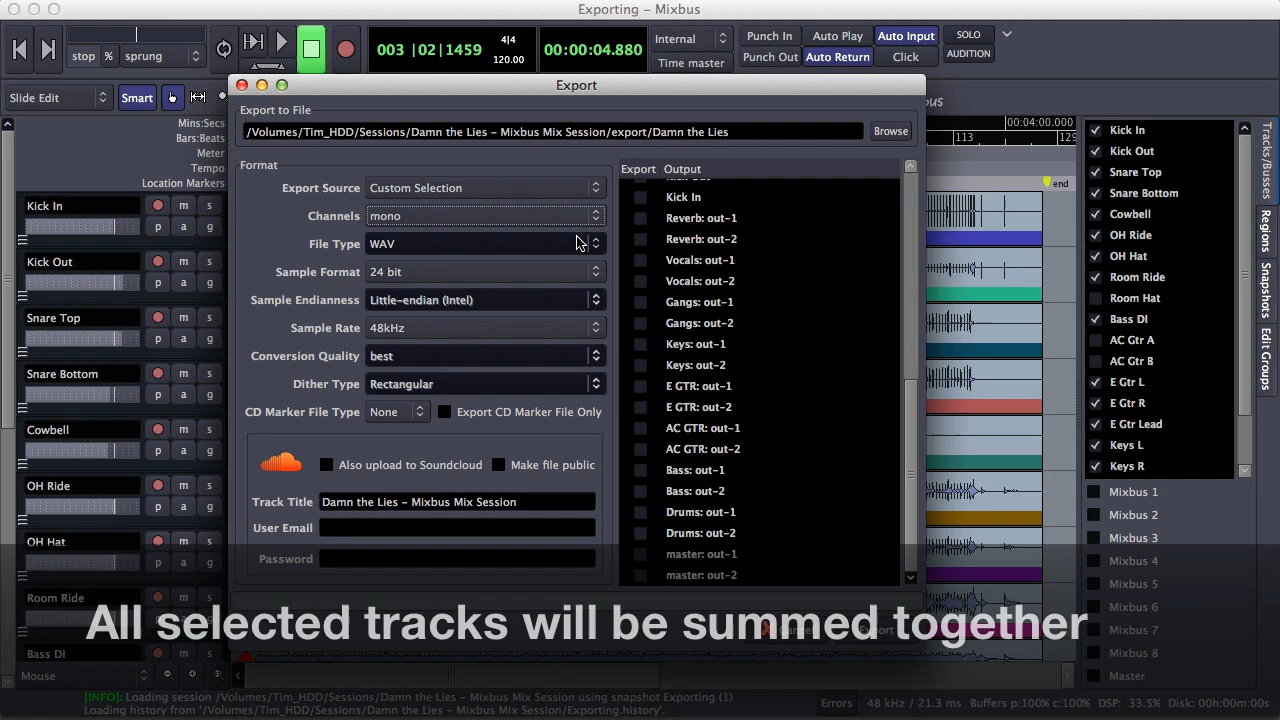 Exporting – Mixbus
stop % sprung
003 |02|1459
4|4
120.00
00:00:04.880
Internal
Time master
Punch In Auto Play Auto Input
Punch Out Auto Return Click
SOLO
AUDITION
Slide Edit Smart
Export
Export to File
/Volumes/Tim_HDD/Sessions/Damn the Lies – Mixbus Mix Session/export/Damn the Lies Browse
Format
Export Source Custom Selection
Channels mono
File Type WAV
Sample Format 24 bit
Sample Endianness Little-endian (Intel)
Sample Rate 48kHz
Conversion Quality best
Dither Type Rectangular
CD Marker File Type None Export CD Marker File Only
Also upload to Soundcloud Make file public
Track Title Damn the Lies – Mixbus Mix Session
User Email
Password
Export Output
Kick In
Reverb: out-1
Reverb: out-2
Vocals: out-1
Vocals: out-2
Gangs: out-1
Gangs: out-2
Keys: out-1
Keys: out-2
E GTR: out-1
E GTR: out-2
AC GTR: out-1
AC GTR: out-2
Bass: out-1
Bass: out-2
Drums: out-1
Drums: out-2
master: out-1
master: out-2
Export
Mins:Secs
Bars:Beats
Meter
Tempo
Location Markers
Kick In m s
p a g
Kick Out m s
p a g
Snare Top m s
p a g
Snare Bottom m s
p a g
Cowbell m s
p a g
OH Ride m s
p a g
OH Hat m s
p a g
Room Ride m s
p a g
Bass DI m s
Mouse
00:04:00.000
113 129
end
Kick In
Kick Out
Snare Top
Snare Bottom
Cowbell
OH Ride
OH Hat
Room Ride
Room Hat
Bass DI
AC Gtr A
AC Gtr B
E Gtr L
E Gtr R
E Gtr Lead
Keys L
Keys R
Mixbus 1
Mixbus 2
Mixbus 3
Mixbus 4
Mixbus 5
Mixbus 6
Mixbus 7
Mixbus 8
Master
Tracks/Busses
Regions
Snapshots
Edit Groups
All selected tracks will be summed together
[INFO]: Loading session /Volumes/Tim_HDD/Sessions/Damn the Lies – Mixbus Mix Session using snapshot Exporting (1)
Loading history from '/Volumes/Tim_HDD/Sessions/Damn the Lies – Mixbus Mix Session/Exporting.history'.
Errors 48 kHz / 21.3 ms Buffers p:100% c:100% DSP: 33.5% Disk: 00h:00m:00s